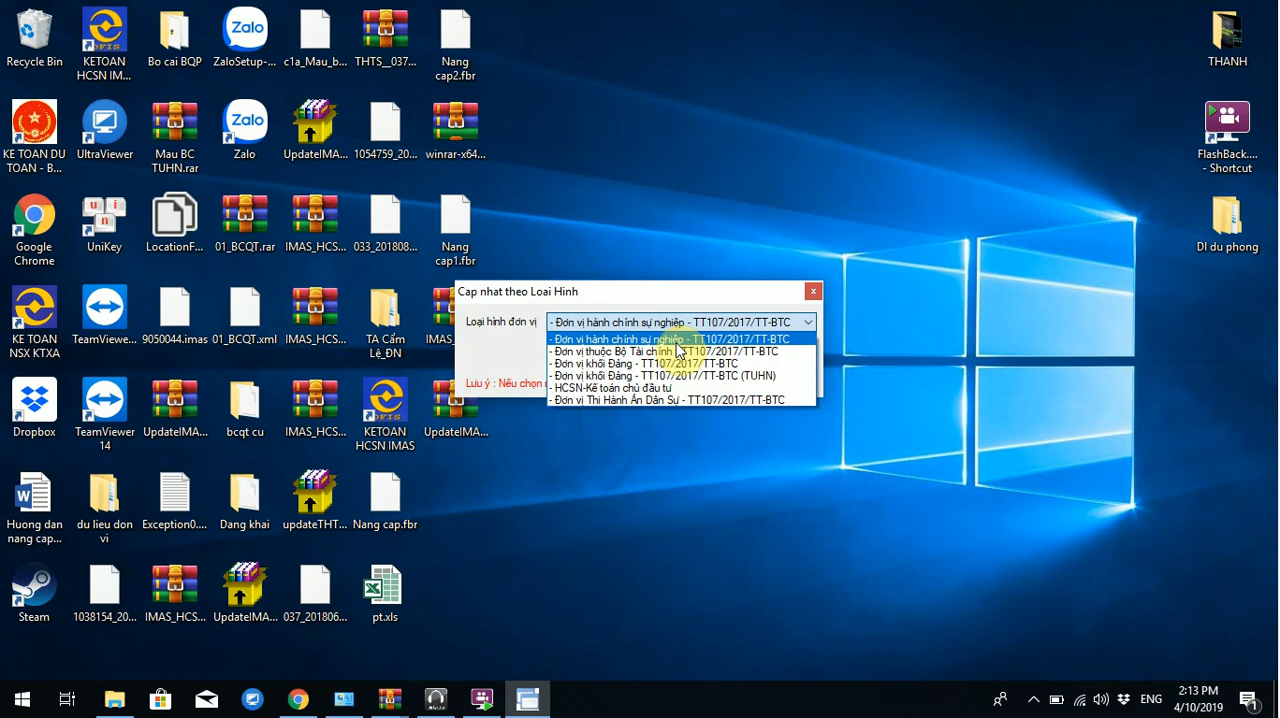 Recycle Bin
KETOAN
HCSN IM...
Bo cai BQP
Zalo
ZaloSetup-...
c1a_Mau_b...
THTS__037...
Nang
cap2.fbr
THANH
KE TOAN DU
TOAN - B...
UltraViewer
Mau BC
TUHN.rar
Zalo
Zalo
UpdateIMA...
1054759_20...
winrar-x64...
FlashBack....
- Shortcut
Google
Chrome
UniKey
LocationF...
01_BCQT.rar
IMAS_HCS...
033_201808...
Nang
cap1.fbr
DI du phong
KE TOAN
NSX KTXA
TeamViewe...
9050044.imas
01_BCQT.xml
IMAS_HCS...
TA Cẩm
Lệ_ĐN
Cap nhat theo Loai Hinh
Loại hình đơn vị
- Đơn vị hành chính sự nghiệp - TT107/2017/TT-BTC
- Đơn vị hành chính sự nghiệp - TT107/2017/TT-BTC
- Đơn vị thuộc Bộ Tài chính - TT107/2017/TT-BTC
- Đơn vị khối Đảng - TT107/2017/TT-BTC
- Đơn vị khối Đảng - TT107/2017/TT-BTC (TUHN)
- HCSN-Kế toán chủ đầu tư
- Đơn vị Thi Hành Án Dân Sự - TT107/2017/TT-BTC
Lưu ý : Nếu chọn
Dropbox
TeamViewer
14
UpdateIMA...
bcqt cu
IMAS_HCS...
KETOAN
HCSN IMAS
UpdateIMA...
Huong dan
nang cap...
du lieu don
vi
Exception0....
Dang khai
updateTHT...
Nang cap.fbr
Steam
1038154_20...
IMAS_HCS...
UpdateIMA...
037_201806...
pt.xls
ENG
2:13 PM
4/10/2019
1